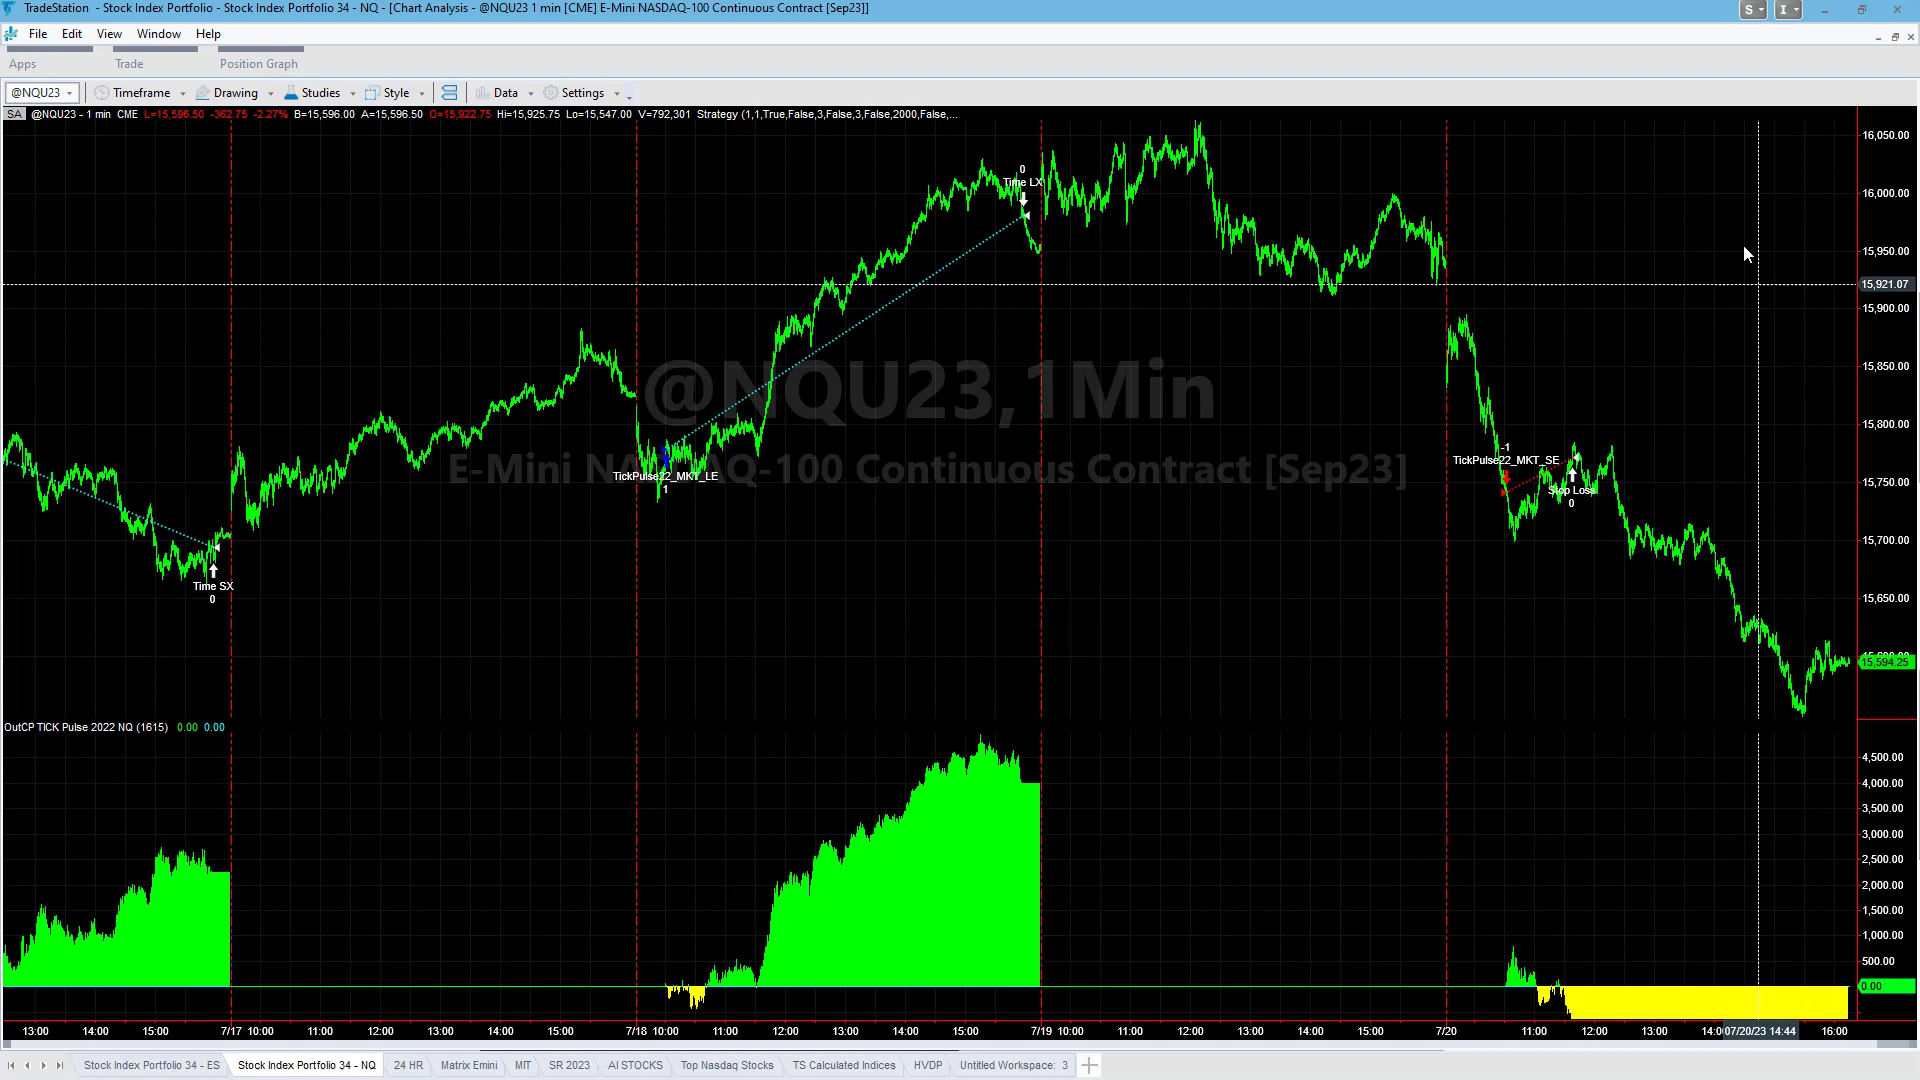 TradeStation - Stock Index Portfolio - Stock Index Portfolio 34 - NQ - [Chart Analysis - @NQU23 1 min [CME] E-Mini NASDAQ-100 Continuous Contract [Sep23]]
S I
File Edit View Window Help
Apps Trade Position Graph
@NQU23 Timeframe Drawing Studies Style Data Settings
SA @NQU23 - 1 min CME L=15,596.50 -362.75 -2.27% B=15,596.00 A=15,596.50 O=15,922.75 Hi=15,925.75 Lo=15,547.00 V=792,301 Strategy (1,1,True,False,3,False,3,False,2000,False,...
16,050.00
0
Time LX
16,000.00
15,950.00
15,921.07
15,900.00
15,850.00
@NQU23,1Min
15,800.00
-1
TickPulse22_MKT_SE
E-Mini NASDAQ-100 Continuous Contract [Sep23]
TickPulse22_MKT_LE
1
15,750.00
Stop Loss
0
15,700.00
Time SX
0
15,650.00
15,600.00
15,594.25
OutCP TICK Pulse 2022 NQ (1615) 0.00 0.00
4,500.00
4,000.00
3,500.00
3,000.00
2,500.00
2,000.00
1,500.00
1,000.00
500.00
0.00
13:00 14:00 15:00 7/17 10:00 11:00 12:00 13:00 14:00 15:00 7/18 10:00 11:00 12:00 13:00 14:00 15:00 7/19 10:00 11:00 12:00 13:00 14:00 15:00 7/20 11:00 12:00 13:00 14:0 07/20/23 14:44 16:00
Stock Index Portfolio 34 - ES Stock Index Portfolio 34 - NQ 24 HR Matrix Emini MIT SR 2023 AI STOCKS Top Nasdaq Stocks TS Calculated Indices HVDP Untitled Workspace: 3